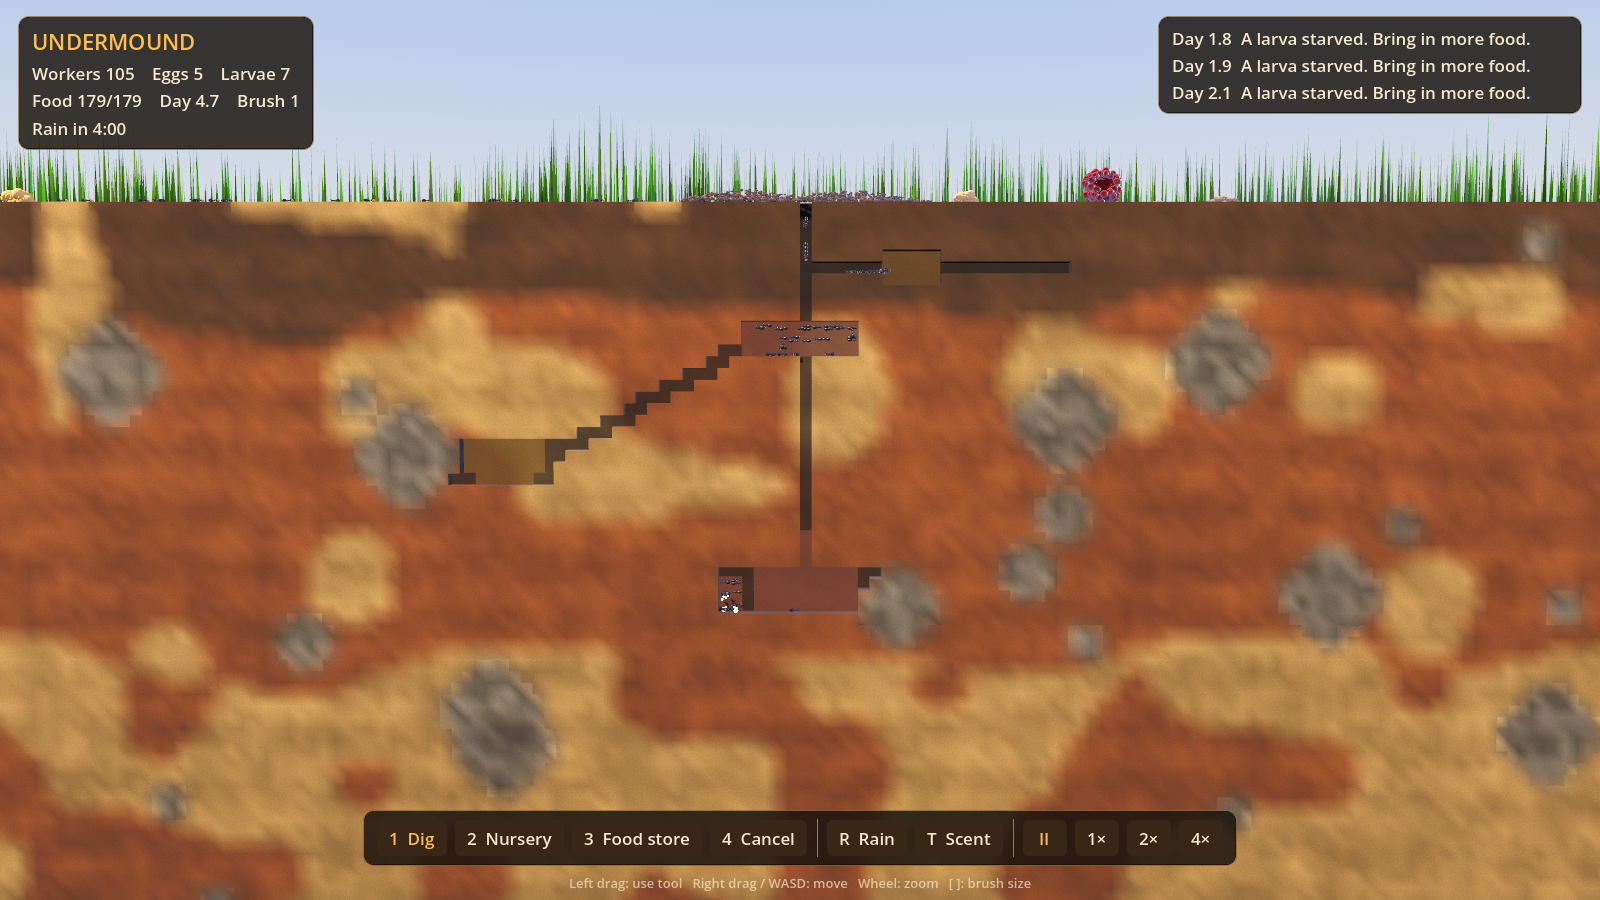 UNDERMOUND
Workers 105 Eggs 5 Larvae 7
Food 179/179 Day 4.7 Brush 1
Rain in 4:00
Day 1.8 A larva starved. Bring in more food.
Day 1.9 A larva starved. Bring in more food.
Day 2.1 A larva starved. Bring in more food.
1 Dig 2 Nursery 3 Food store 4 Cancel R Rain T Scent II 1× 2× 4×
Left drag: use tool Right drag / WASD: move Wheel: zoom [ ]: brush size